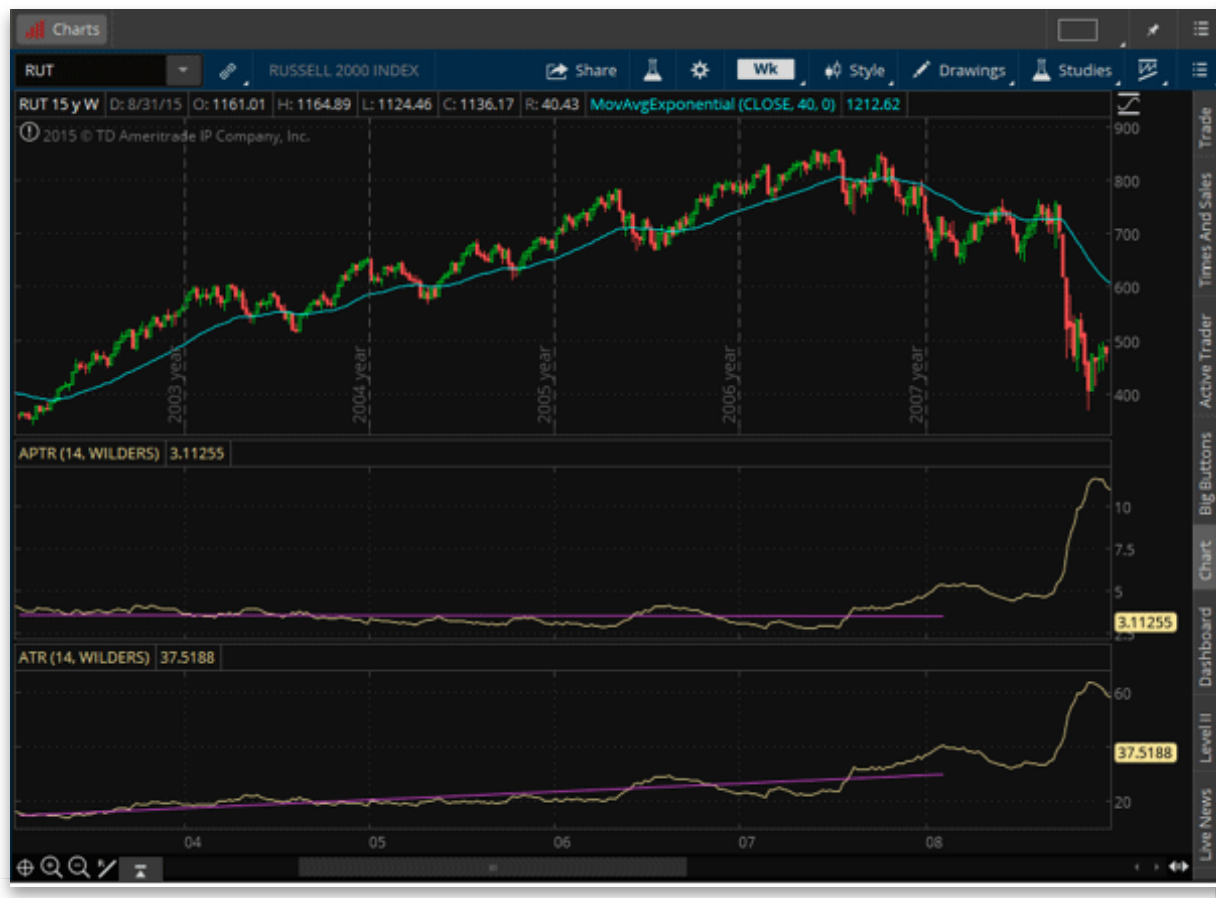 Charts
RUT RUSSELL 2000 INDEX Share Wk Style Drawings Studies
RUT 15 y W D: 8/31/15 O: 1161.01 H: 1164.89 L: 1124.46 C: 1136.17 R: 40.43 MovAvgExponential (CLOSE, 40, 0) 1212.62
2015 © TD Ameritrade IP Company, Inc.
900
800
700
600
500
400
2003 year
2004 year
2005 year
2006 year
2007 year
APTR (14, WILDERS) 3.11255
10
7.5
5
3.11255
2.5
ATR (14, WILDERS) 37.5188
60
37.5188
20
04 05 06 07 08
Trade
Times And Sales
Active Trader
Big Buttons
Chart
Dashboard
Level II
Live News